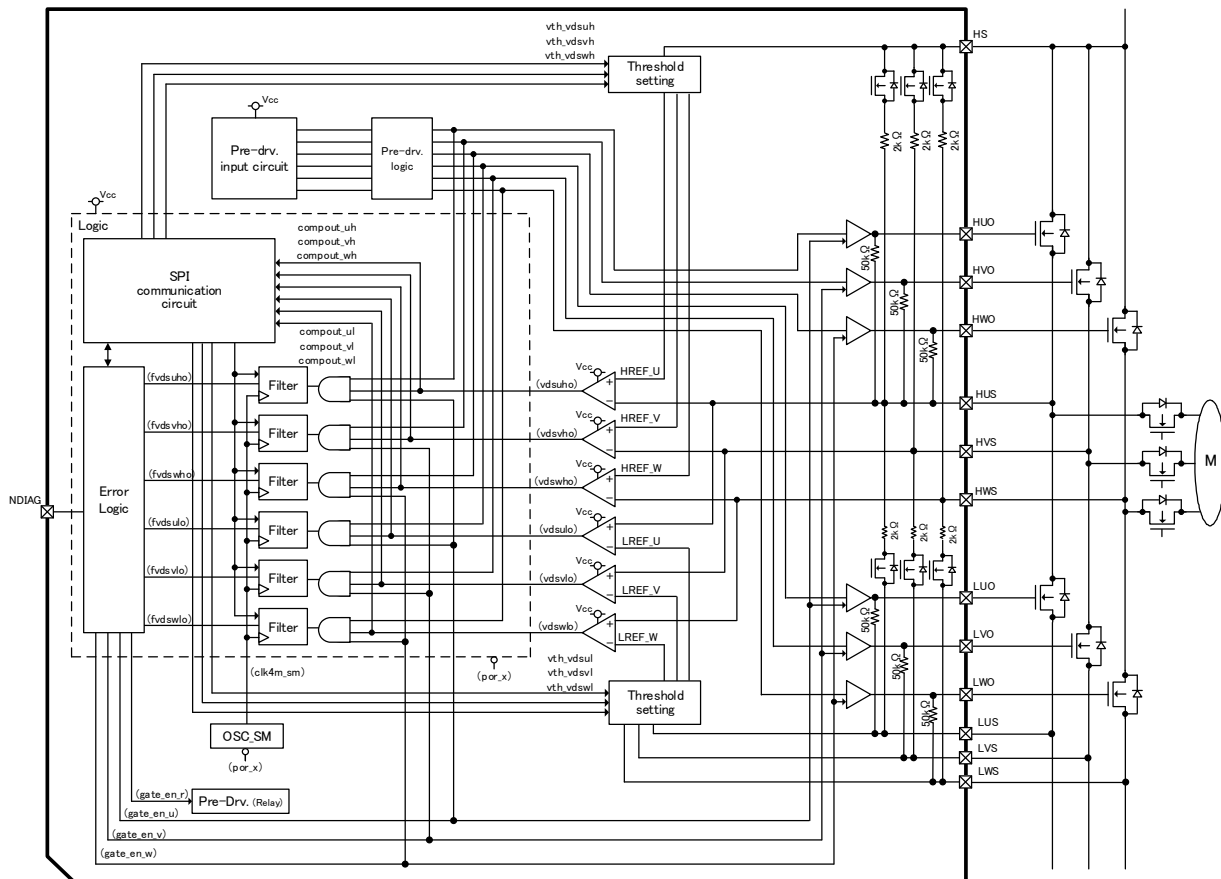 vth_vdsuh
vth_vdsvh
vth_vdswh
Threshold
setting
HS
2kΩ
2kΩ
2kΩ
Vcc
Pre-drv.
input circuit
Pre-drv.
logic
Vcc
Logic
SPI
communication
circuit
compout_uh
compout_vh
compout_wh
compout_ul
compout_vl
compout_wl
50kΩ
50kΩ
50kΩ
HUO
HVO
HWO
Error
Logic
NDIAG
(fvdsuho)
Filter
(vdsuho)
Vcc
+
−
HREF_U
HUS
(fvdsvho)
Filter
(vdsvho)
Vcc
+
−
HREF_V
HVS
(fvdswho)
Filter
(vdswho)
Vcc
+
−
HREF_W
HWS
M
(fvdsulo)
Filter
(vdsulo)
Vcc
+
−
LREF_U
2kΩ
2kΩ
2kΩ
(fvdsvlo)
Filter
(vdsvlo)
Vcc
+
−
LREF_V
(fvdswlo)
Filter
(vdswlo)
Vcc
+
−
LREF_W
LUO
LVO
LWO
50kΩ
50kΩ
50kΩ
(clk4m_sm)
(por_x)
vth_vdsul
vth_vdsvl
vth_vdswl
Threshold
setting
OSC_SM
(por_x)
LUS
LVS
LWS
(gate_en_r)
Pre-Drv. (Relay)
(gate_en_u)
(gate_en_v)
(gate_en_w)